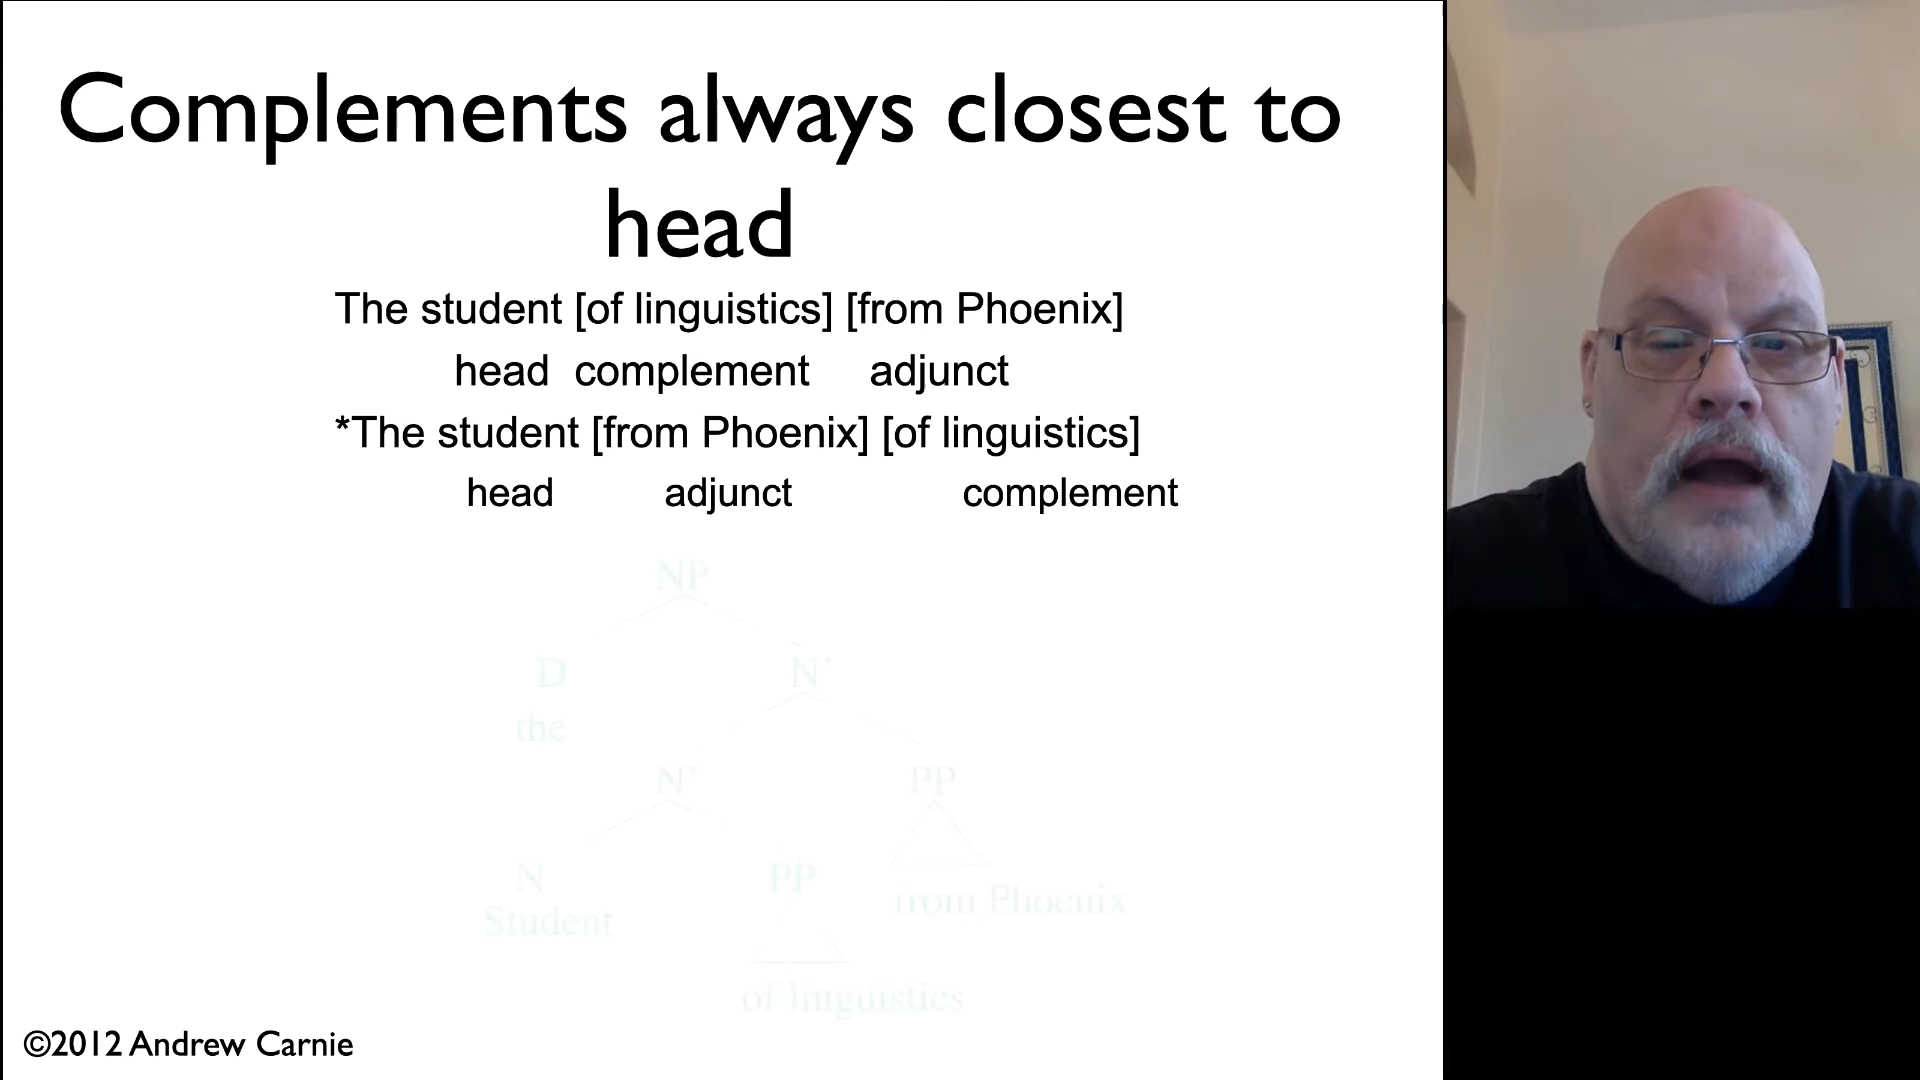 Complements always closest to
head
The student [of linguistics] [from Phoenix]
head complement adjunct
*The student [from Phoenix] [of linguistics]
head adjunct complement
NP
D N'
the
N' PP
N PP
from Phoenix
Student
of linguistics
©2012 Andrew Carnie